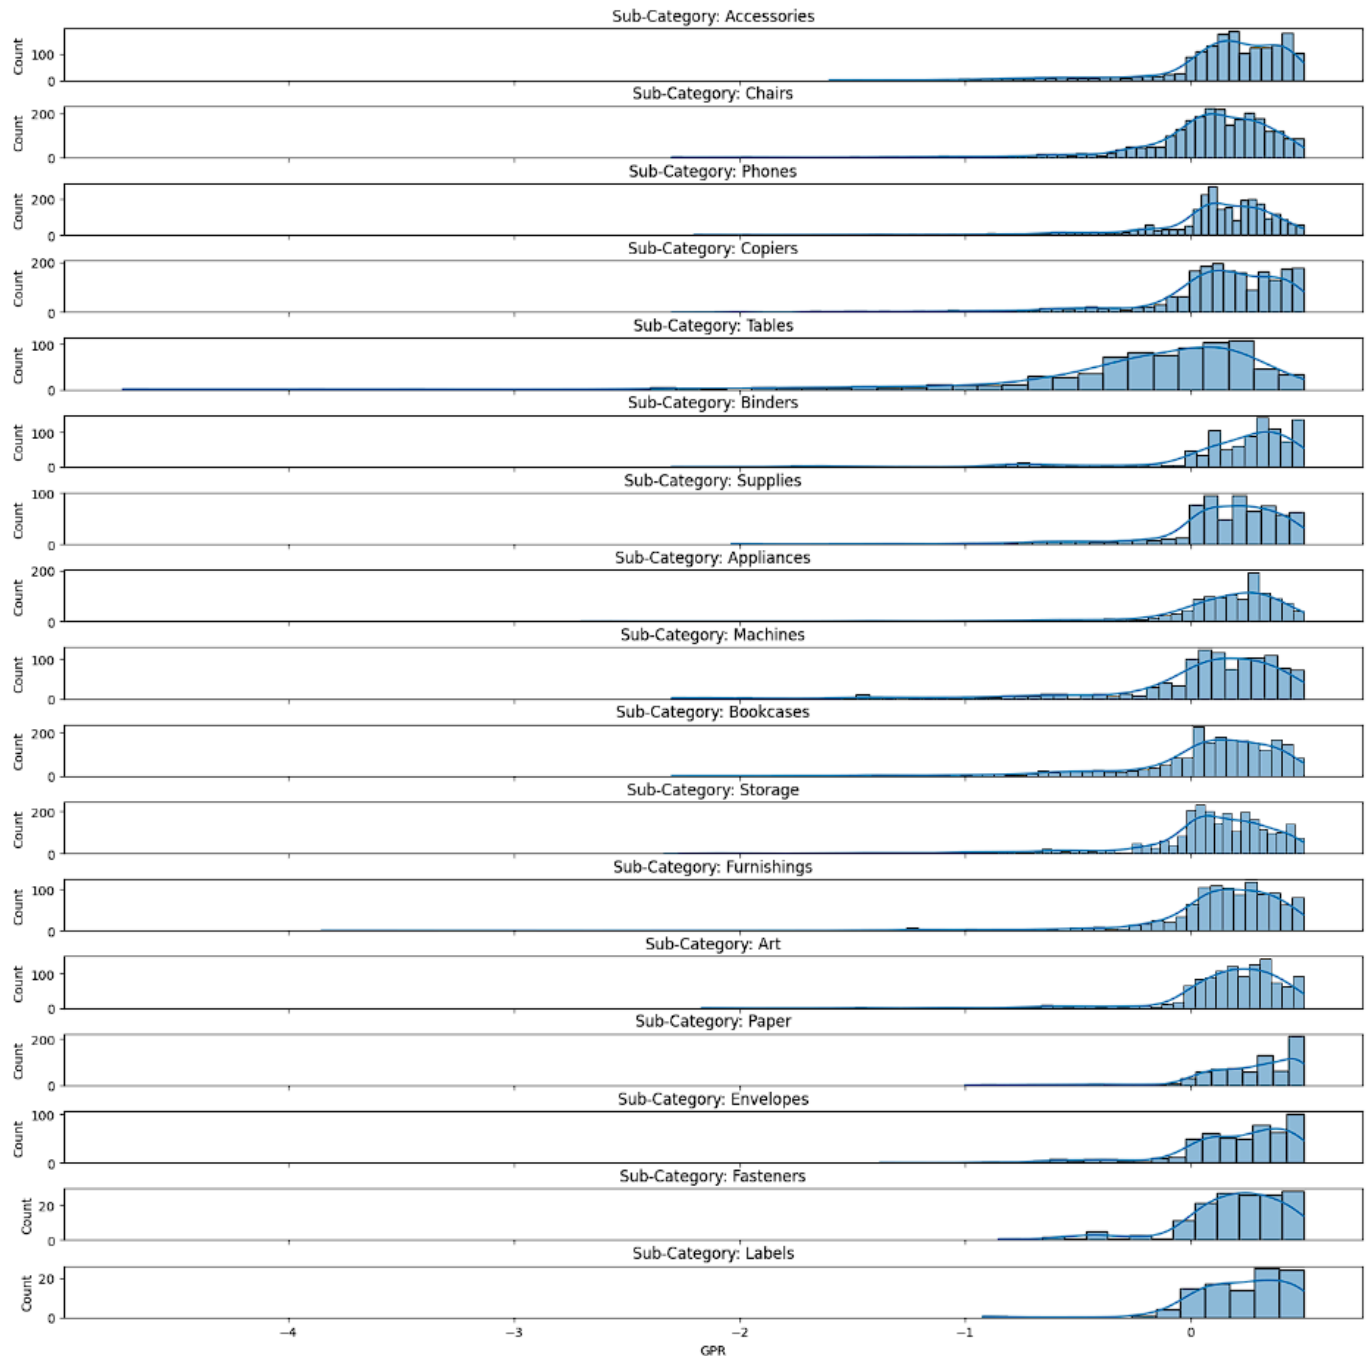 Sub-Category: Accessories
Count
100
0
Sub-Category: Chairs
Count
200
0
Sub-Category: Phones
Count
200
0
Sub-Category: Copiers
Count
200
0
Sub-Category: Tables
Count
100
0
Sub-Category: Binders
Count
100
0
Sub-Category: Supplies
Count
100
0
Sub-Category: Appliances
Count
200
0
Sub-Category: Machines
Count
100
0
Sub-Category: Bookcases
Count
200
0
Sub-Category: Storage
Count
200
0
Sub-Category: Furnishings
Count
100
0
Sub-Category: Art
Count
100
0
Sub-Category: Paper
Count
200
0
Sub-Category: Envelopes
Count
100
0
Sub-Category: Fasteners
Count
20
0
Sub-Category: Labels
Count
20
0
−4 −3 −2 −1 0
GPR